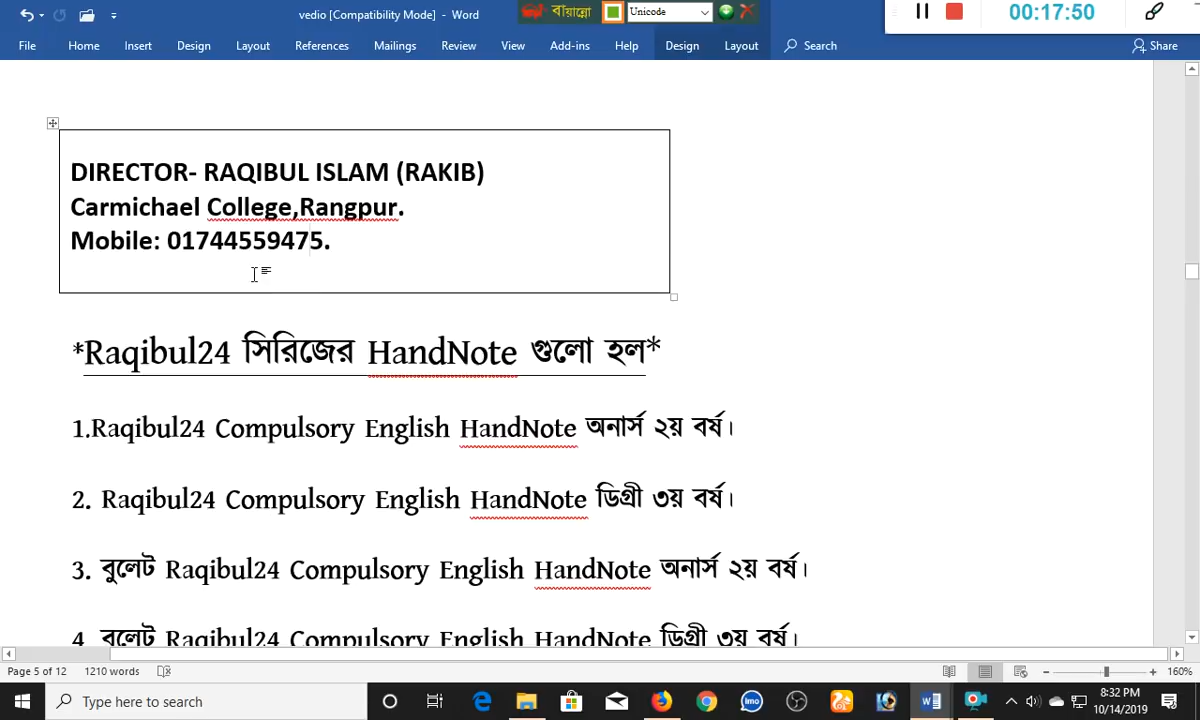 vedio [Compatibility Mode] - Word
বায়ান্নো
Unicode
00:17:50
File Home Insert Design Layout References Mailings Review View Add-ins Help Design Layout Search Share
DIRECTOR- RAQIBUL ISLAM (RAKIB)
Carmichael College,Rangpur.
Mobile: 01744559475.
*Raqibul24 সিরিজের HandNote গুলো হল*
1.Raqibul24 Compulsory English HandNote অনার্স ২য় বর্ষ।
2. Raqibul24 Compulsory English HandNote ডিগ্রী ৩য় বর্ষ।
3. বুলেট Raqibul24 Compulsory English HandNote অনার্স ২য় বর্ষ।
4. বুলেট Raqibul24 Compulsory English HandNote ডিগ্রী ৩য় বর্ষ।
Page 5 of 12 1210 words 160%
Type here to search
imo
8:32 PM
10/14/2019